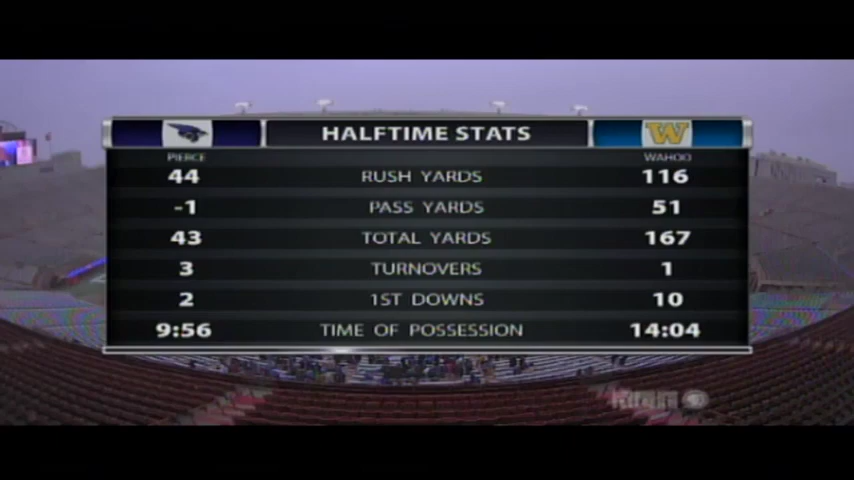 HALFTIME STATS
W
PIERCE WAHOO
44 RUSH YARDS 116
-1 PASS YARDS 51
43 TOTAL YARDS 167
3 TURNOVERS 1
2 1ST DOWNS 10
9:56 TIME OF POSSESSION 14:04